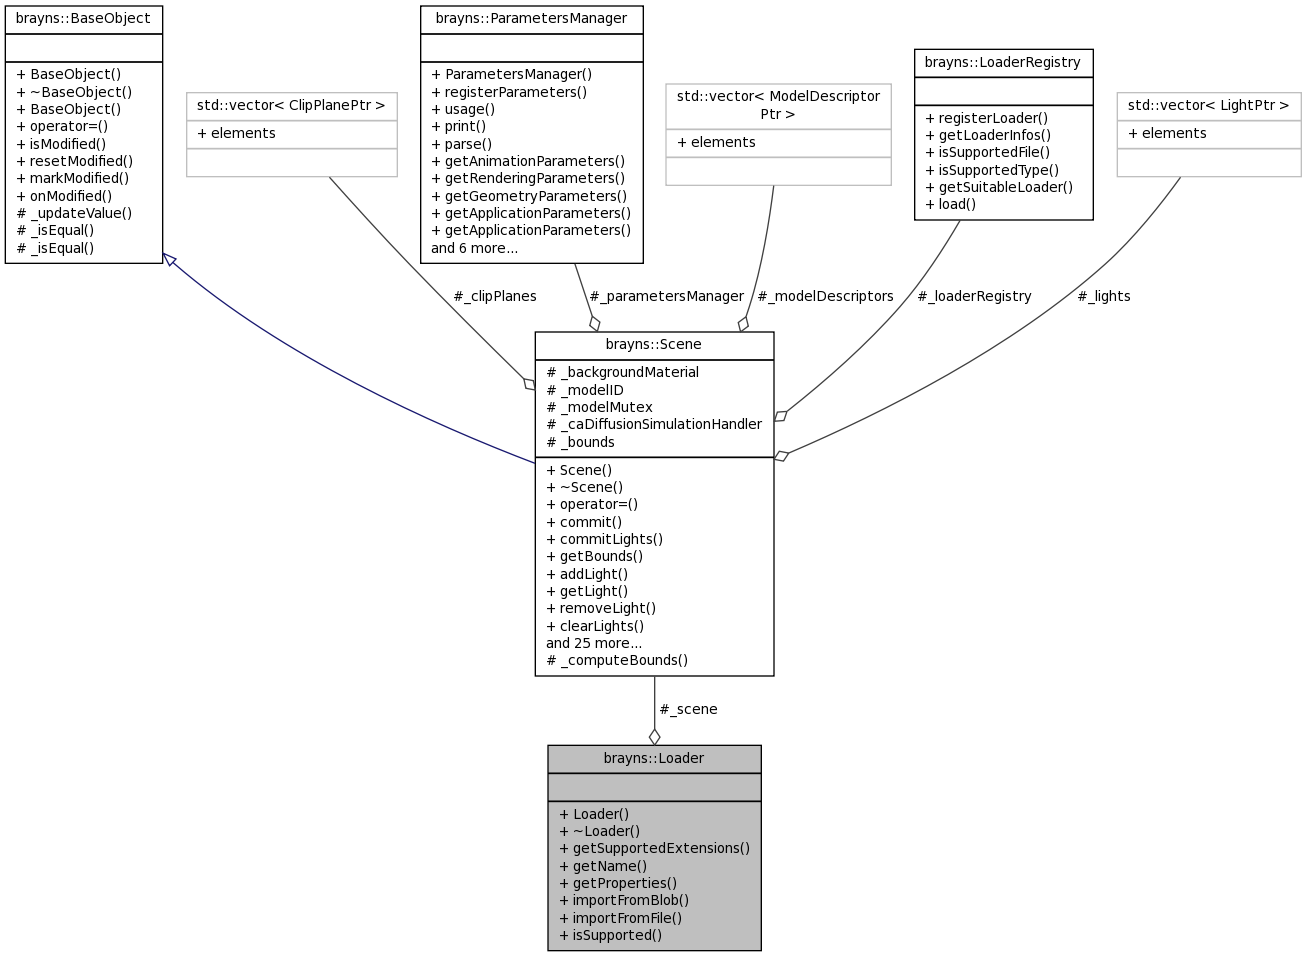 brayns::BaseObject
+ BaseObject()
+ ~BaseObject()
+ BaseObject()
+ operator=()
+ isModified()
+ resetModified()
+ markModified()
+ onModified()
# _updateValue()
# _isEqual()
# _isEqual()
std::vector< ClipPlanePtr >
+ elements
brayns::ParametersManager
+ ParametersManager()
+ registerParameters()
+ usage()
+ print()
+ parse()
+ getAnimationParameters()
+ getRenderingParameters()
+ getGeometryParameters()
+ getApplicationParameters()
+ getApplicationParameters()
and 6 more...
std::vector< ModelDescriptor
Ptr >
+ elements
brayns::LoaderRegistry
+ registerLoader()
+ getLoaderInfos()
+ isSupportedFile()
+ isSupportedType()
+ getSuitableLoader()
+ load()
std::vector< LightPtr >
+ elements
#_clipPlanes
#_parametersManager
#_modelDescriptors
#_loaderRegistry
#_lights
brayns::Scene
# _backgroundMaterial
# _modelID
# _modelMutex
# _caDiffusionSimulationHandler
# _bounds
+ Scene()
+ ~Scene()
+ operator=()
+ commit()
+ commitLights()
+ getBounds()
+ addLight()
+ getLight()
+ removeLight()
+ clearLights()
and 25 more...
# _computeBounds()
#_scene
brayns::Loader
+ Loader()
+ ~Loader()
+ getSupportedExtensions()
+ getName()
+ getProperties()
+ importFromBlob()
+ importFromFile()
+ isSupported()